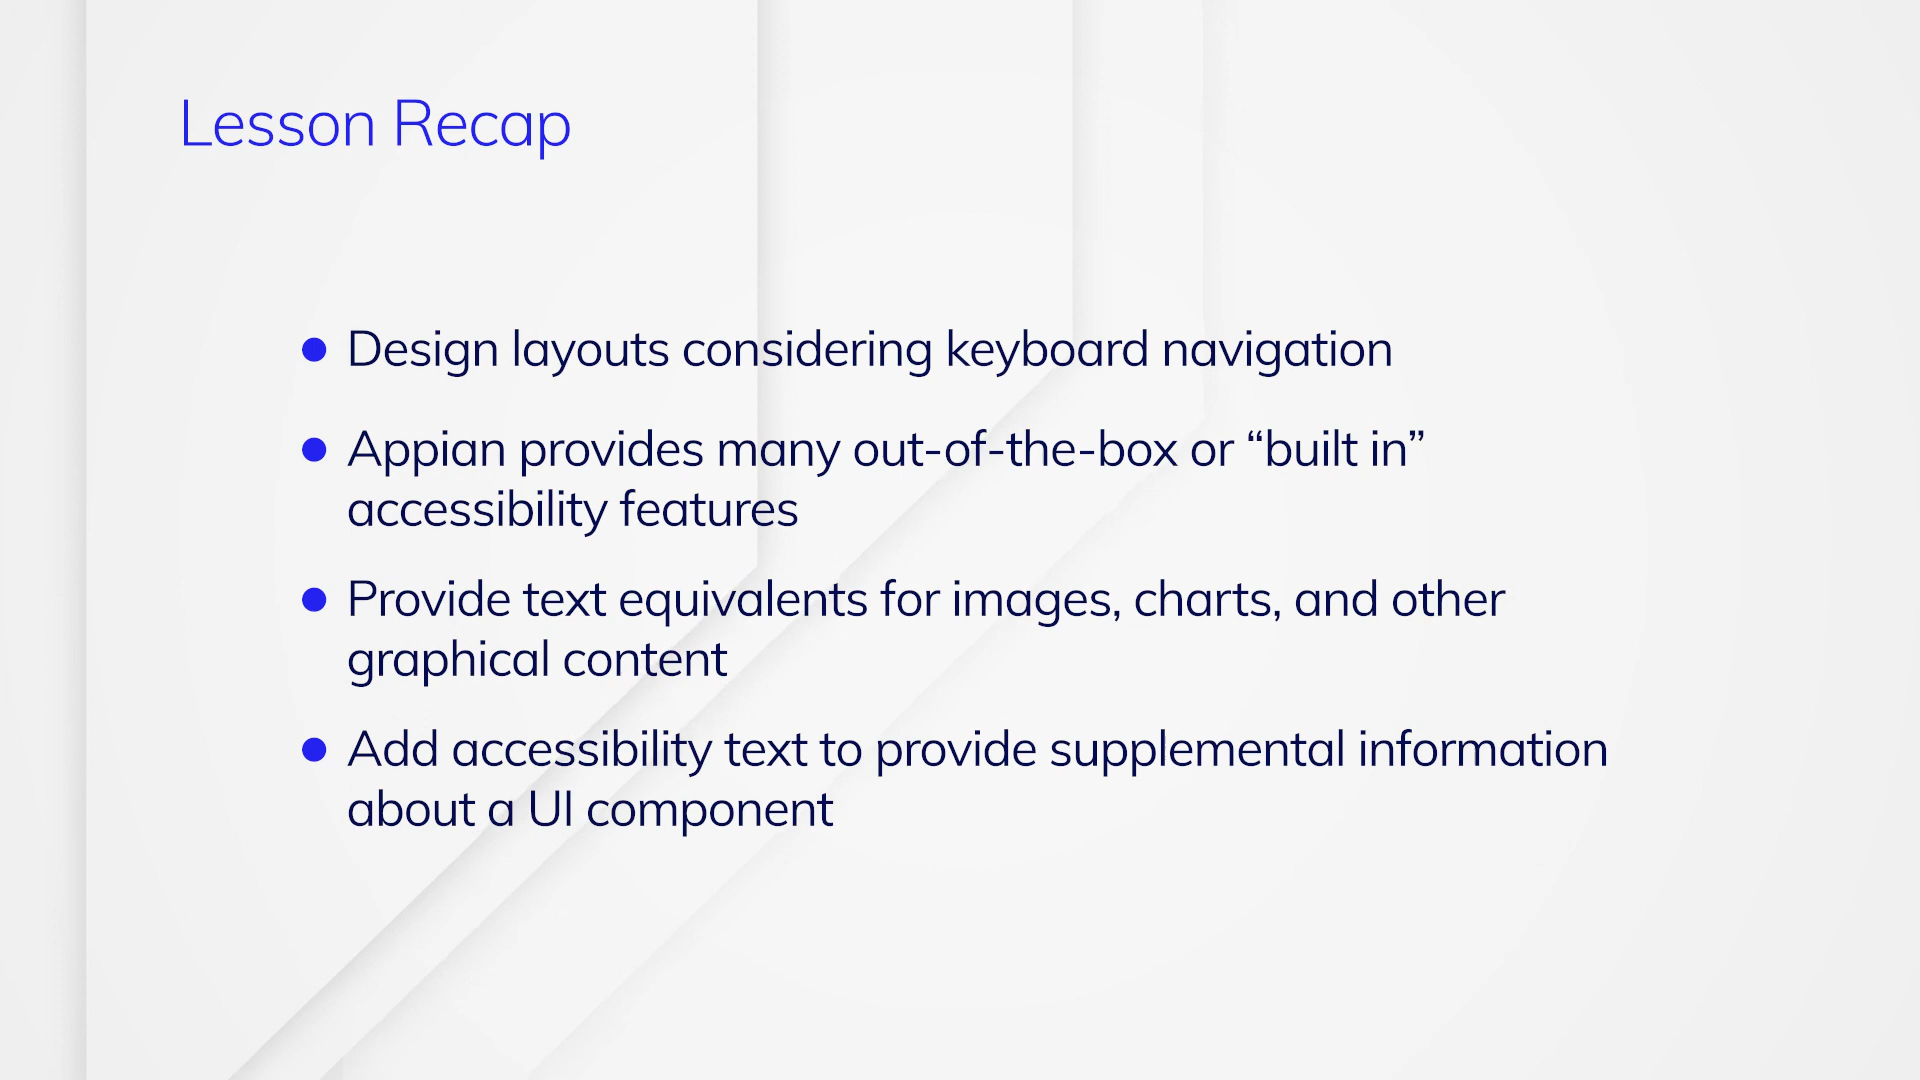 Lesson Recap
● Design layouts considering keyboard navigation
● Appian provides many out-of-the-box or “built in”
accessibility features
● Provide text equivalents for images, charts, and other
graphical content
● Add accessibility text to provide supplemental information
about a UI component